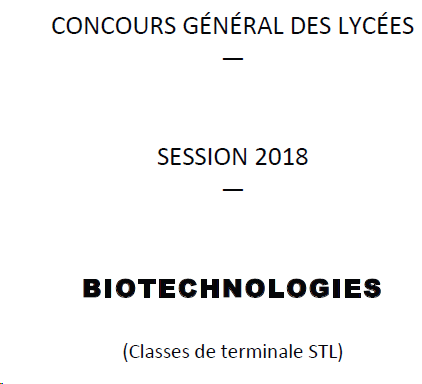 CONCOURS GÉNÉRAL DES LYCÉES
—
SESSION 2018
—
BIOTECHNOLOGIES
(Classes de terminale STL)